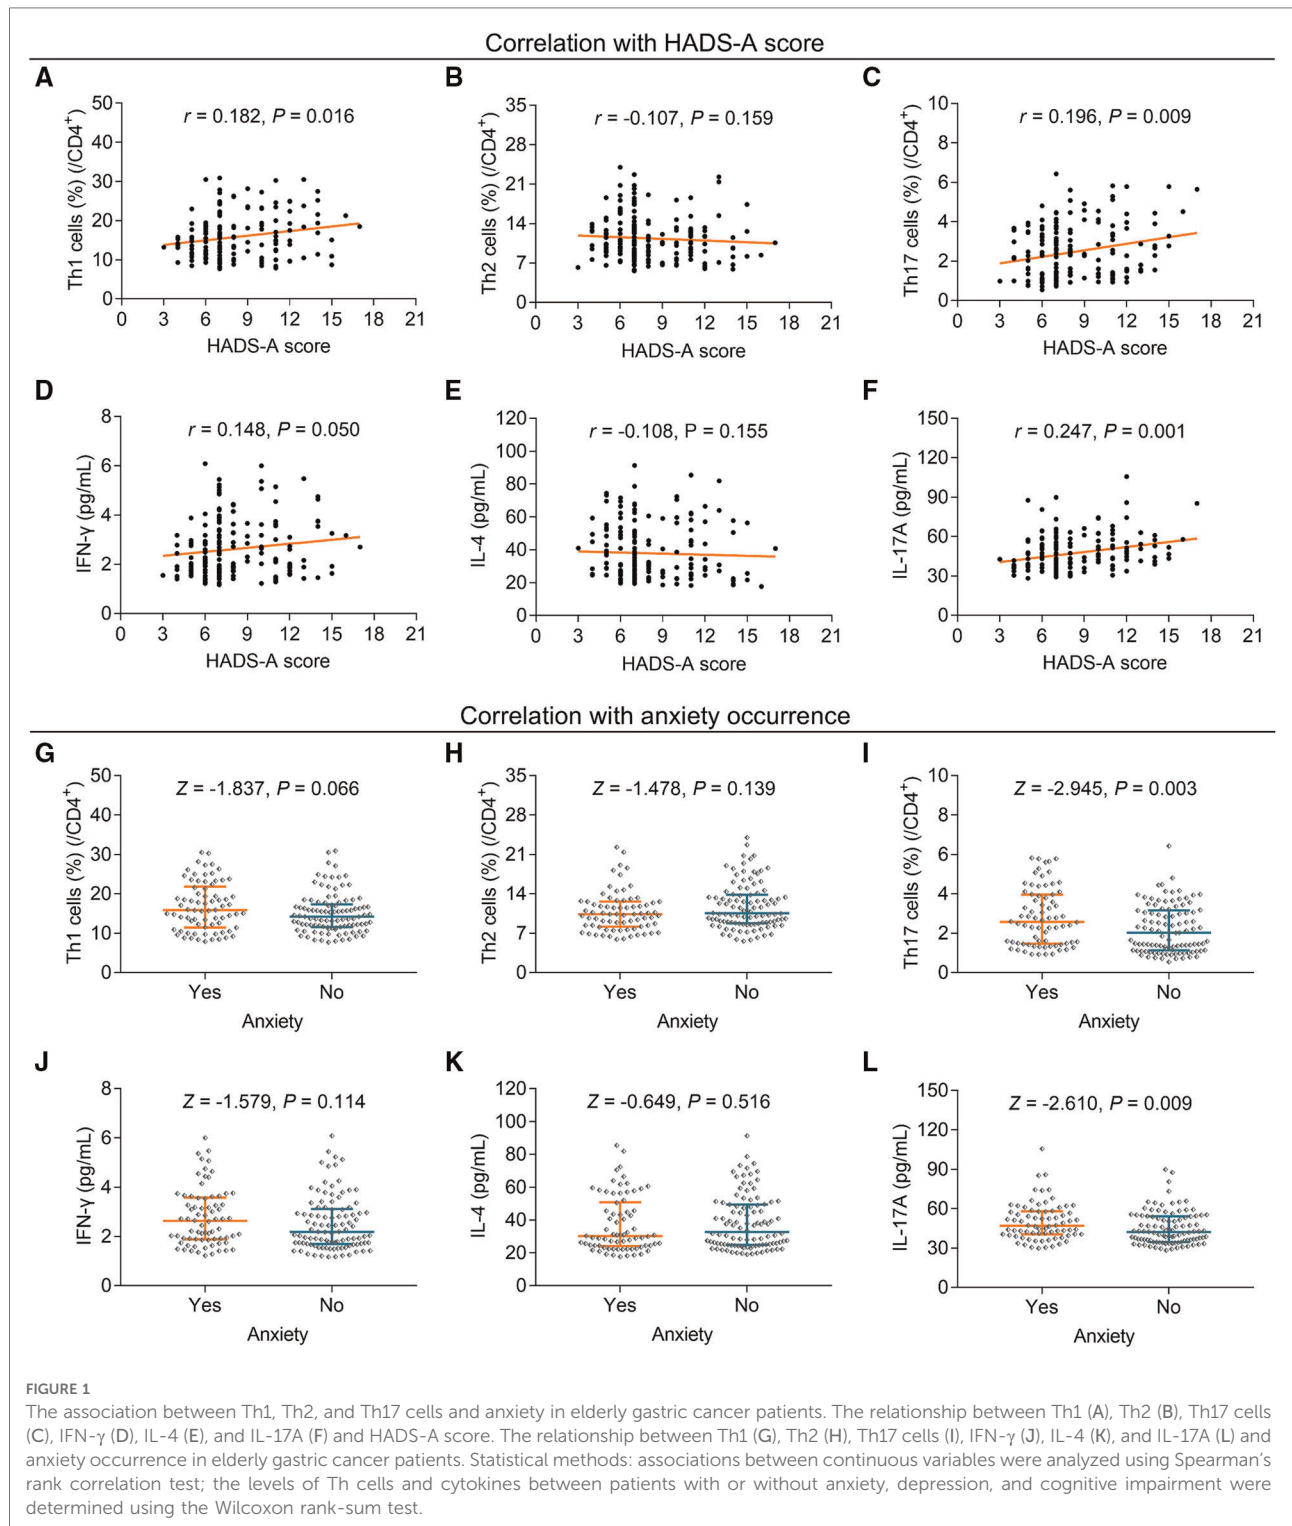 Correlation with HADS-A score
A
Th1 cells (%) (/CD4+)
r = 0.182, P = 0.016
50
40
30
20
10
0
0 3 6 9 12 15 18 21
HADS-A score
B
Th2 cells (%) (/CD4+)
r = -0.107, P = 0.159
35
28
21
14
7
0
0 3 6 9 12 15 18 21
HADS-A score
C
Th17 cells (%) (/CD4+)
r = 0.196, P = 0.009
10
8
6
4
2
0
0 3 6 9 12 15 18 21
HADS-A score
D
IFN-γ (pg/mL)
r = 0.148, P = 0.050
8
6
4
2
0
0 3 6 9 12 15 18 21
HADS-A score
E
IL-4 (pg/mL)
r = -0.108, P = 0.155
120
100
80
60
40
20
0
0 3 6 9 12 15 18 21
HADS-A score
F
IL-17A (pg/mL)
r = 0.247, P = 0.001
150
120
90
60
30
0
0 3 6 9 12 15 18 21
HADS-A score
Correlation with anxiety occurrence
G
Th1 cells (%) (/CD4+)
Z = -1.837, P = 0.066
50
40
30
20
10
0
Yes No
Anxiety
H
Th2 cells (%) (/CD4+)
Z = -1.478, P = 0.139
35
28
21
14
7
0
Yes No
Anxiety
I
Th17 cells (%) (/CD4+)
Z = -2.945, P = 0.003
10
8
6
4
2
0
Yes No
Anxiety
J
IFN-γ (pg/mL)
Z = -1.579, P = 0.114
8
6
4
2
0
Yes No
Anxiety
K
IL-4 (pg/mL)
Z = -0.649, P = 0.516
120
100
80
60
40
20
0
Yes No
Anxiety
L
IL-17A (pg/mL)
Z = -2.610, P = 0.009
150
120
90
60
30
0
Yes No
Anxiety
FIGURE 1
The association between Th1, Th2, and Th17 cells and anxiety in elderly gastric cancer patients. The relationship between Th1 (A), Th2 (B), Th17 cells
(C), IFN-γ (D), IL-4 (E), and IL-17A (F) and HADS-A score. The relationship between Th1 (G), Th2 (H), Th17 cells (I), IFN-γ (J), IL-4 (K), and IL-17A (L) and
anxiety occurrence in elderly gastric cancer patients. Statistical methods: associations between continuous variables were analyzed using Spearman's
rank correlation test; the levels of Th cells and cytokines between patients with or without anxiety, depression, and cognitive impairment were
determined using the Wilcoxon rank-sum test.